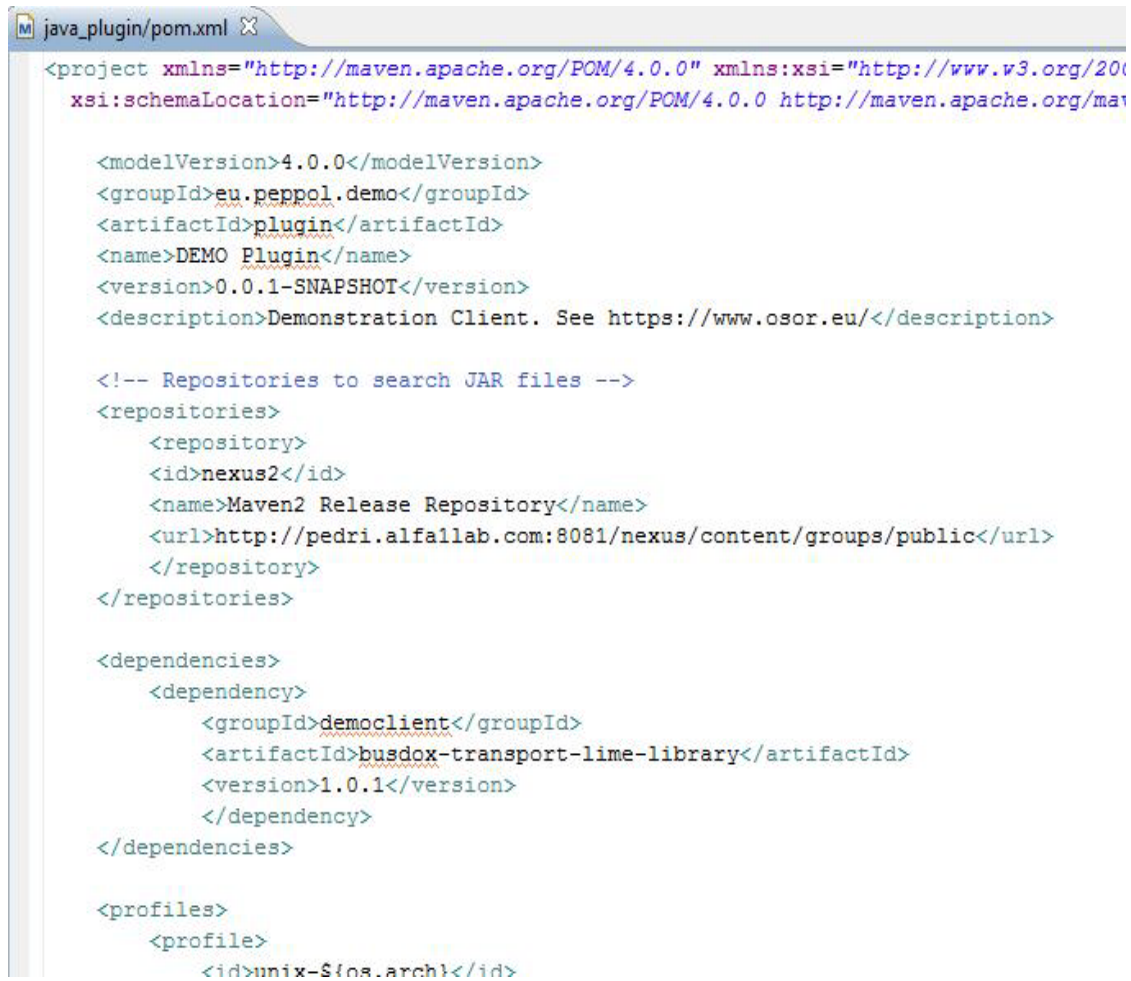 java_plugin/pom.xml
<project xmlns="http://maven.apache.org/POM/4.0.0" xmlns:xsi="http://www.w3.org/200
xsi:schemaLocation="http://maven.apache.org/POM/4.0.0 http://maven.apache.org/mav
<modelVersion>4.0.0</modelVersion>
<groupId>eu.peppol.demo</groupId>
<artifactId>plugin</artifactId>
<name>DEMO Plugin</name>
<version>0.0.1-SNAPSHOT</version>
<description>Demonstration Client. See https://www.osor.eu/</description>
<!-- Repositories to search JAR files -->
<repositories>
<repository>
<id>nexus2</id>
<name>Maven2 Release Repository</name>
<url>http://pedri.alfa1lab.com:8081/nexus/content/groups/public</url>
</repository>
</repositories>
<dependencies>
<dependency>
<groupId>democlient</groupId>
<artifactId>busdox-transport-lime-library</artifactId>
<version>1.0.1</version>
</dependency>
</dependencies>
<profiles>
<profile>
<id>unix-${os.arch}</id>